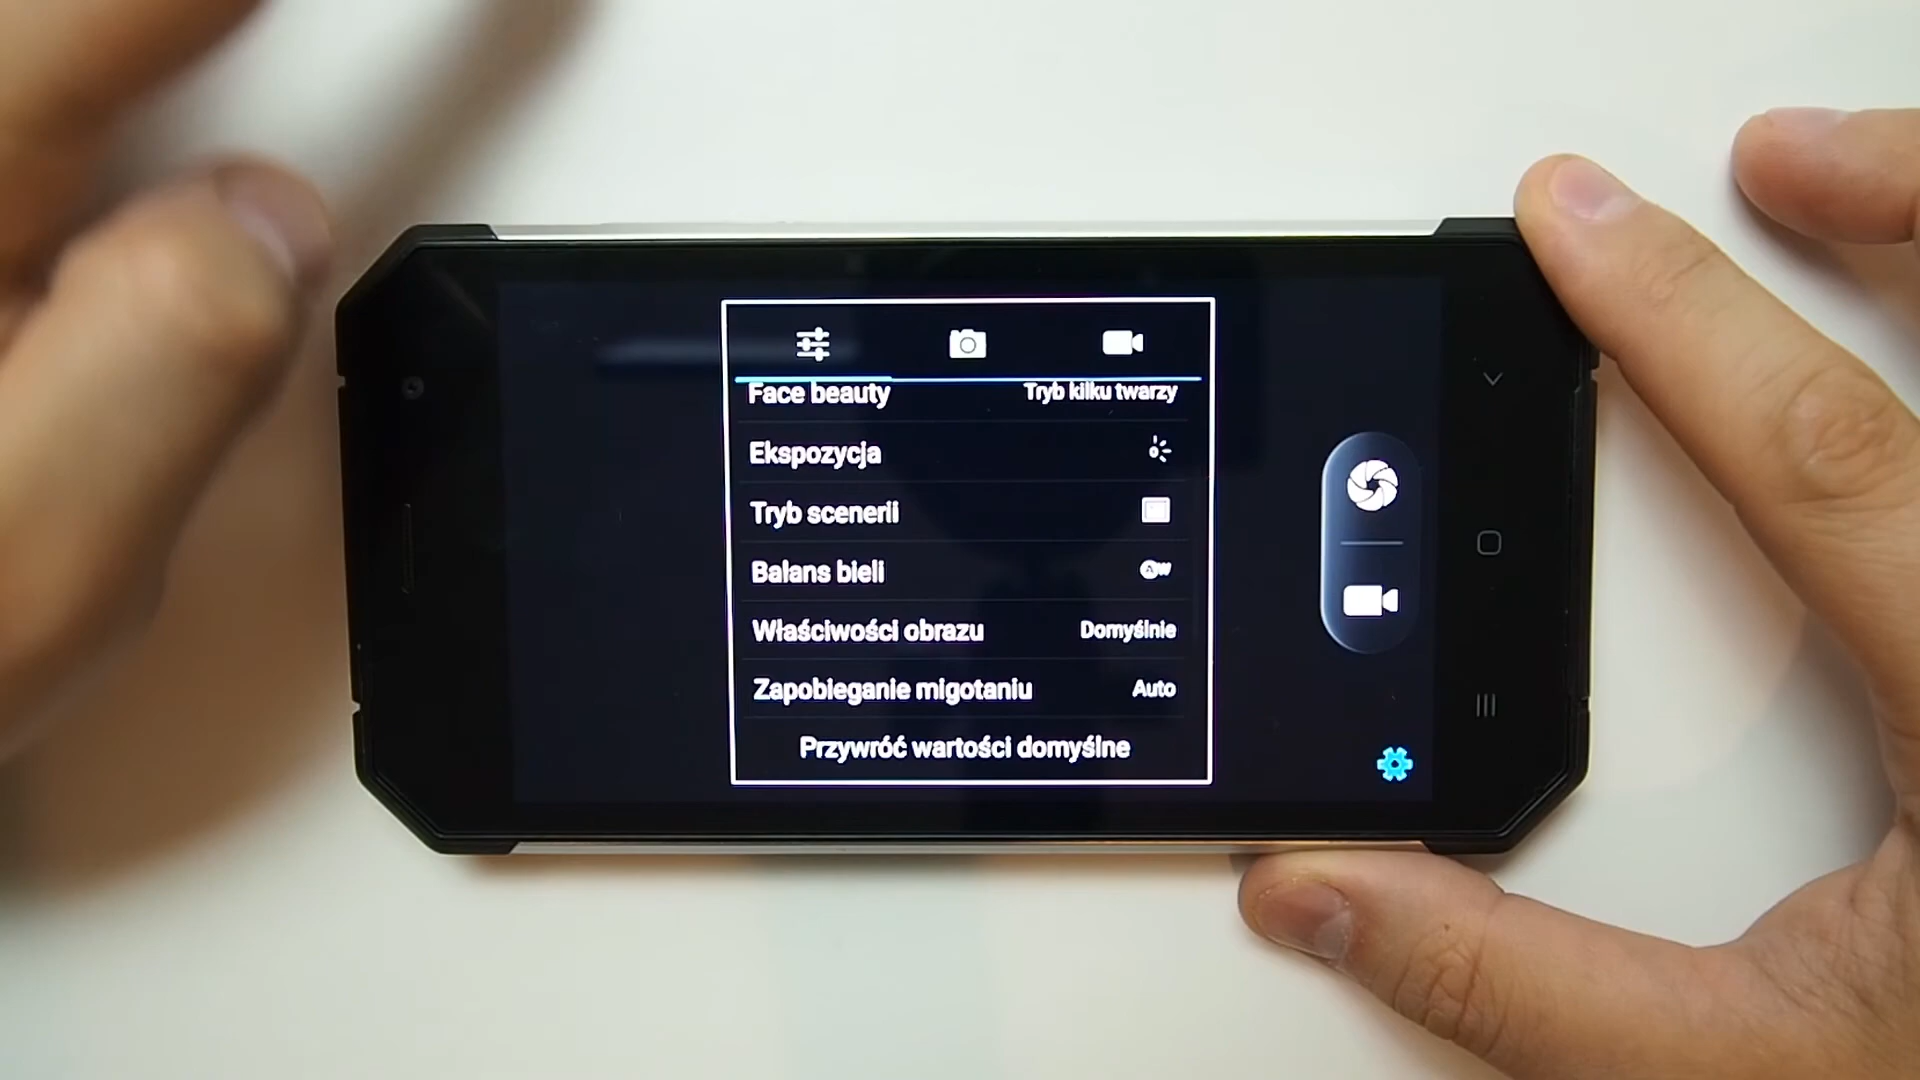 Face beauty Tryb kilku twarzy
Ekspozycja
Tryb scenerii
Balans bieli
Właściwości obrazu Domyślnie
Zapobieganie migotaniu Auto
Przywróć wartości domyślne